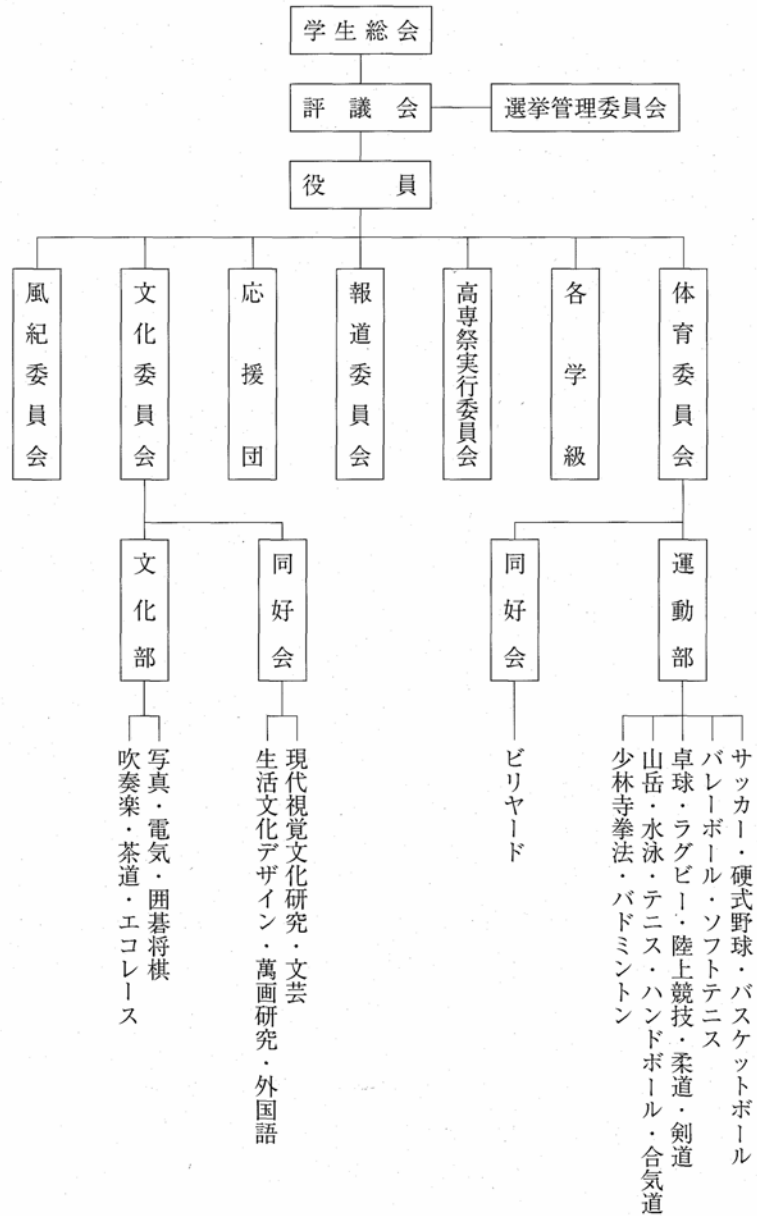 学生総会
評議会
選挙管理委員会
役員
体育委員会
各学級
高専祭実行委員会
報道委員会
応援団
文化委員会
風紀委員会
運動部
同好会
同好会
文化部
サッカー・硬式野球・バスケットボール
バレーボール・ソフトテニス
卓球・ラグビー・陸上競技・柔道・剣道
山岳・水泳・テニス・ハンドボール・合気道
少林寺拳法・バドミントン
ビリヤード
現代視覚文化研究・文芸
生活文化デザイン・萬画研究・外国語
写真・電気・囲碁将棋
吹奏楽・茶道・エコレース